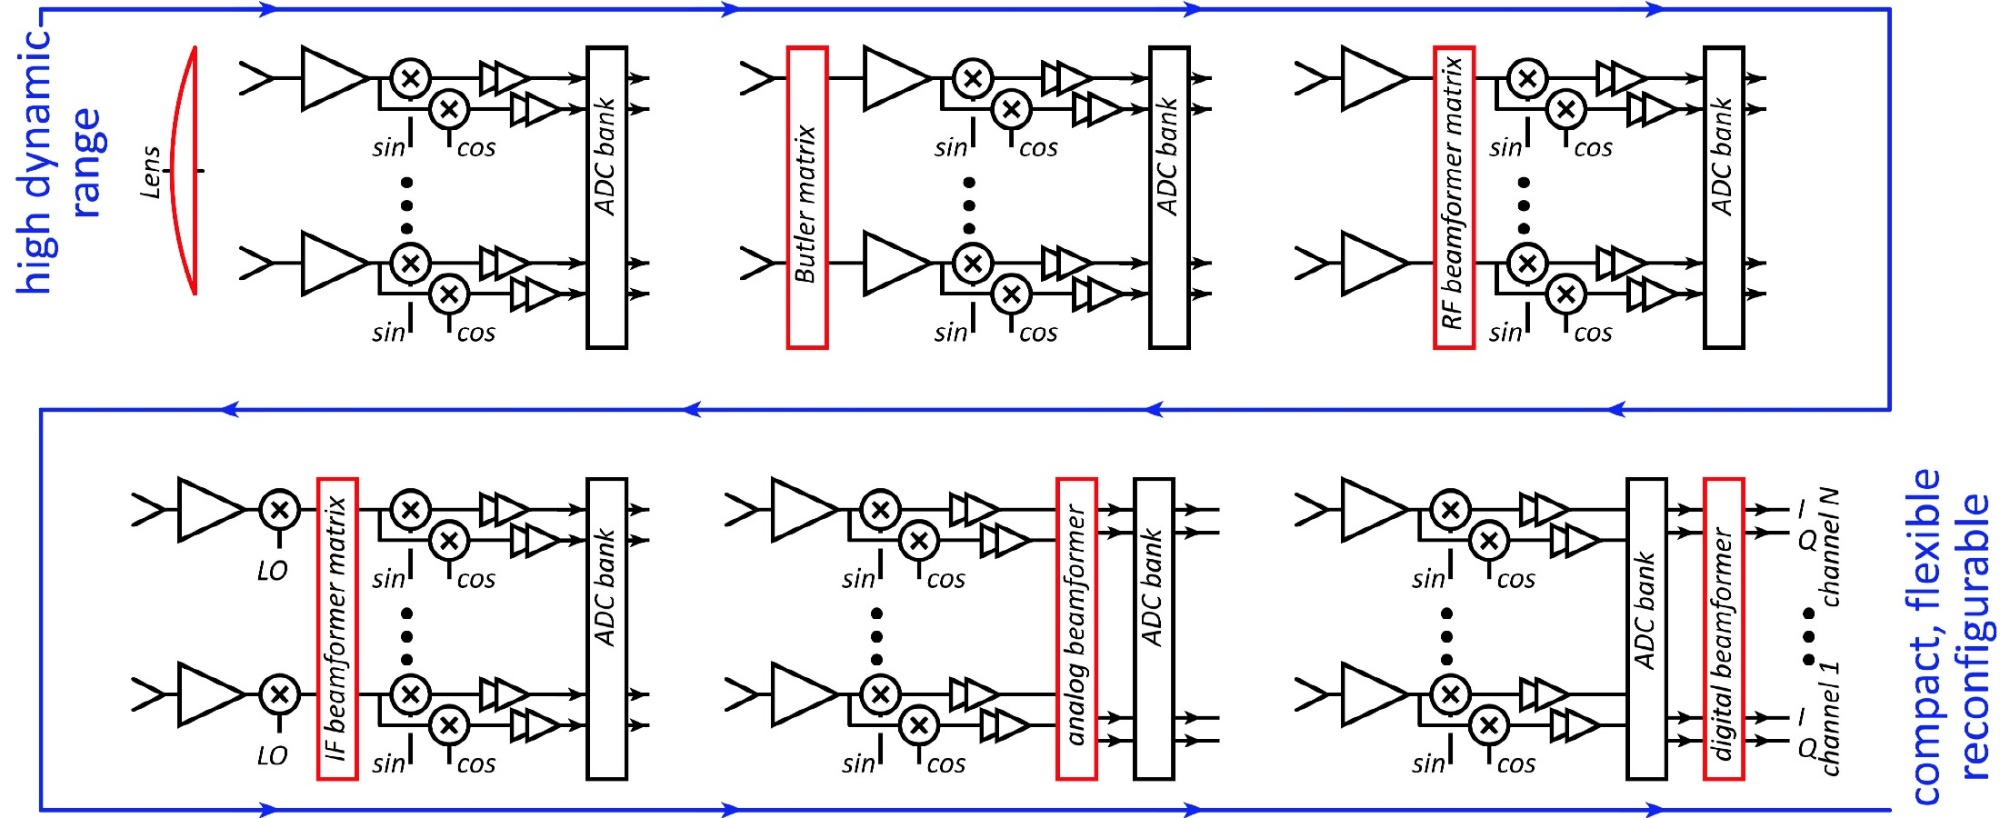 high dynamic
range
Lens
sin
cos
sin
cos
ADC bank
Butler matrix
sin
cos
sin
cos
ADC bank
RF beamformer matrix
sin
cos
sin
cos
ADC bank
LO
LO
IF beamformer matrix
sin
cos
sin
cos
ADC bank
sin
cos
sin
cos
analog beamformer
ADC bank
sin
cos
sin
cos
ADC bank
digital beamformer
I
Q
channel N
I
Q
channel 1
compact, flexible
reconfigurable